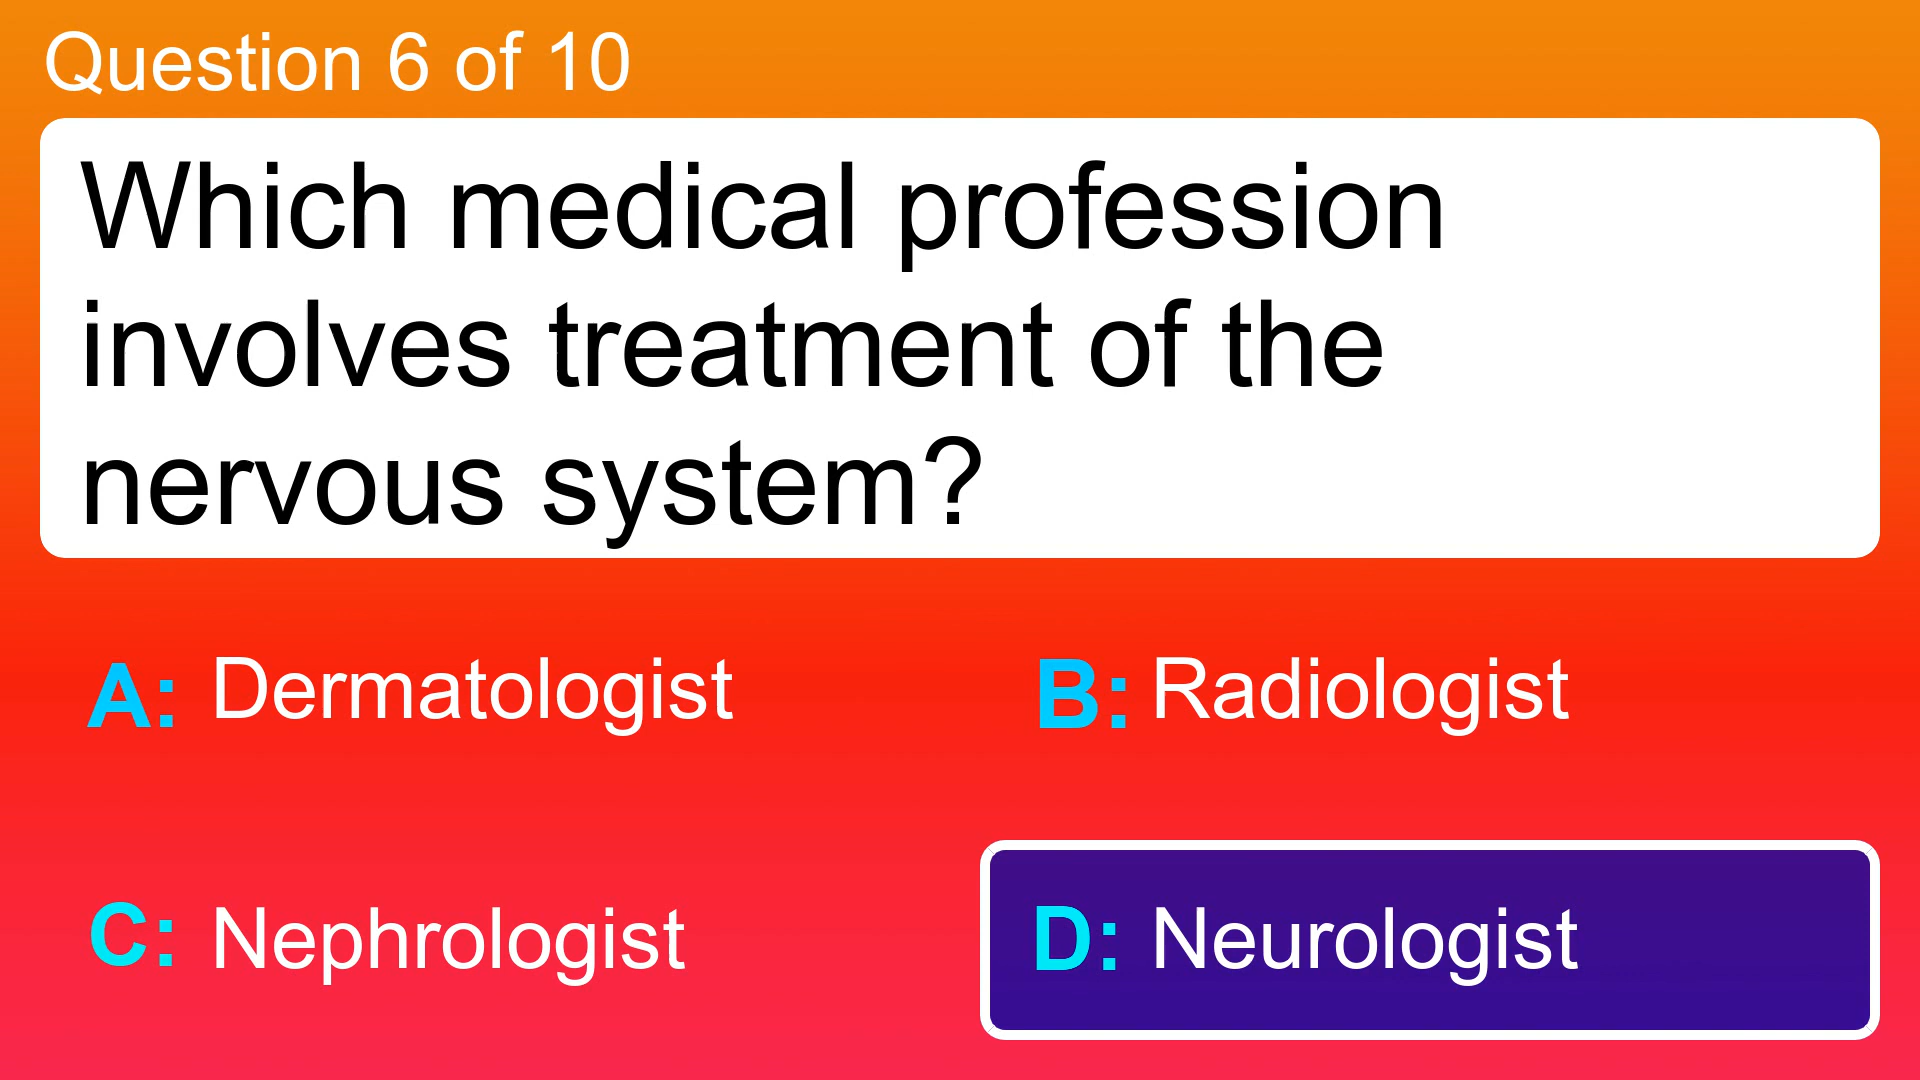 Question 6 of 10
Which medical profession
involves treatment of the
nervous system?
A: Dermatologist
B: Radiologist
C: Nephrologist
D: Neurologist